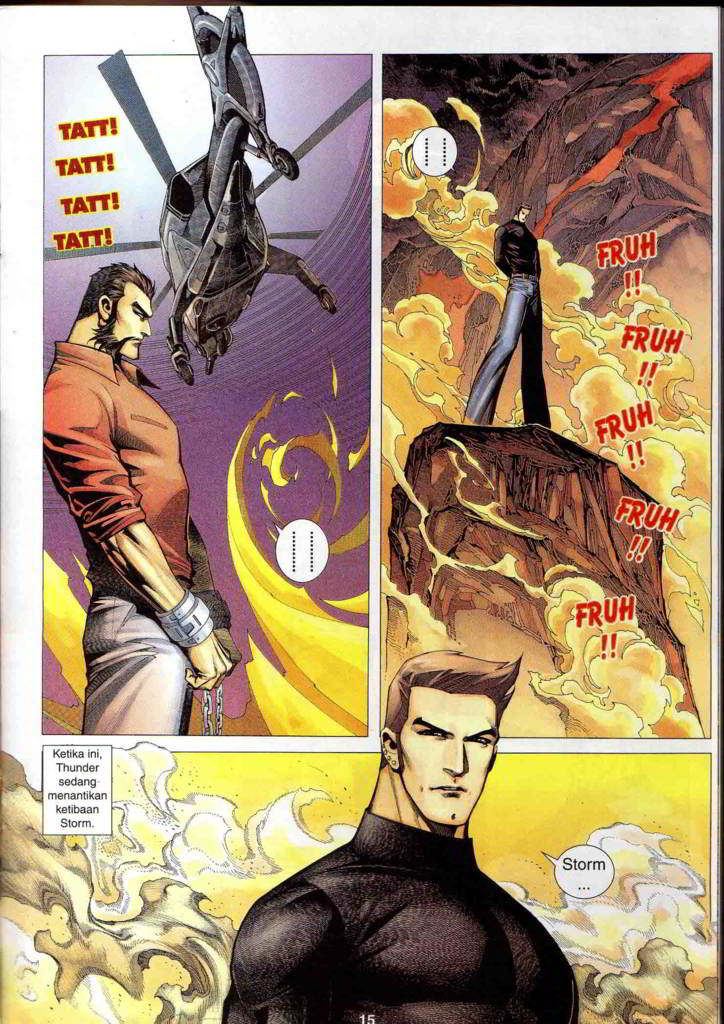 TATT!
TATT!
TATT!
TATT!
FRUH
!!
FRUH
!!
FRUH
!!
FRUH
!!
FRUH
!!
Ketika ini,
Thunder
sedang
menantikan
ketibaan
Storm.
Storm
...
15